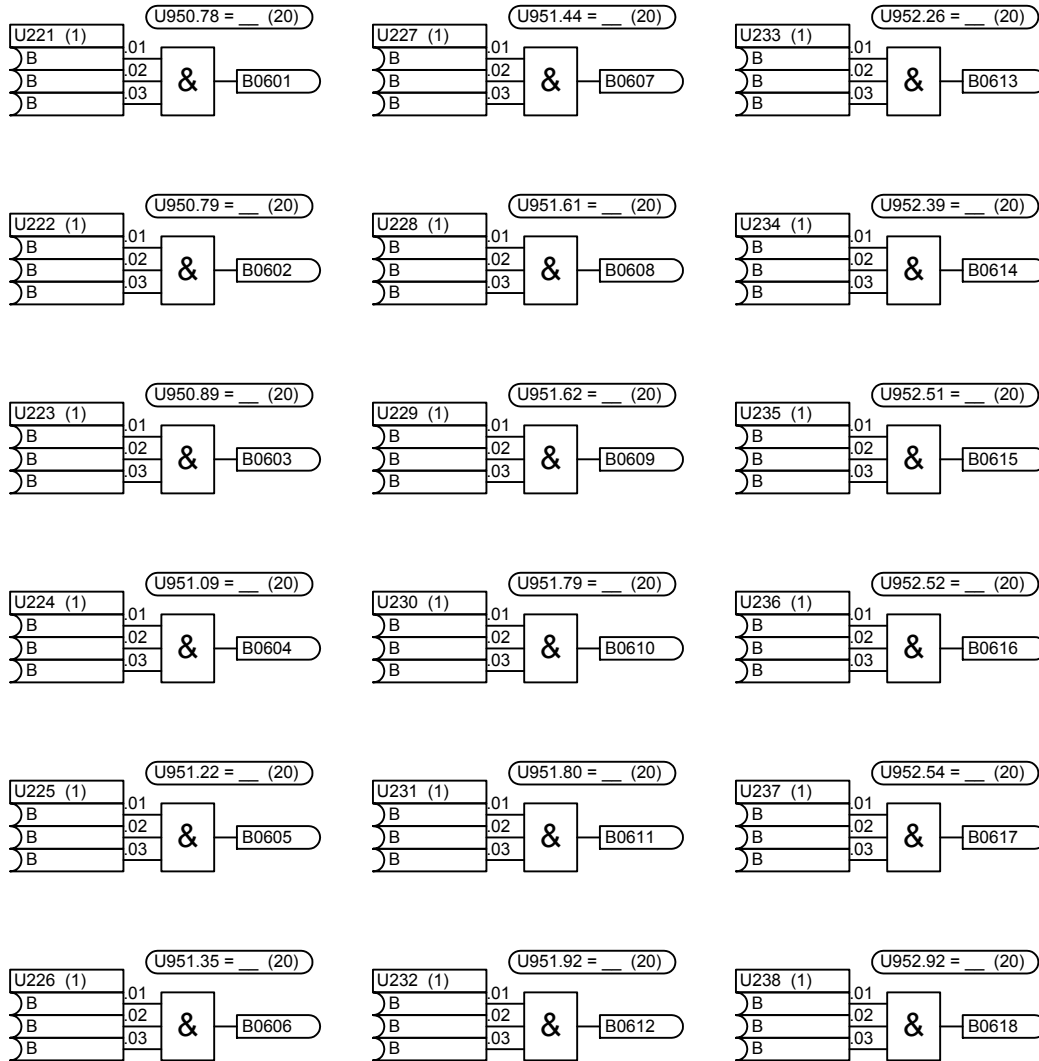 U950.78 = __ (20)
U221 (1)
B
B
B
.01
.02
.03
&
B0601
U951.44 = __ (20)
U227 (1)
B
B
B
.01
.02
.03
&
B0607
U952.26 = __ (20)
U233 (1)
B
B
B
.01
.02
.03
&
B0613
U950.79 = __ (20)
U222 (1)
B
B
B
.01
.02
.03
&
B0602
U951.61 = __ (20)
U228 (1)
B
B
B
.01
.02
.03
&
B0608
U952.39 = __ (20)
U234 (1)
B
B
B
.01
.02
.03
&
B0614
U950.89 = __ (20)
U223 (1)
B
B
B
.01
.02
.03
&
B0603
U951.62 = __ (20)
U229 (1)
B
B
B
.01
.02
.03
&
B0609
U952.51 = __ (20)
U235 (1)
B
B
B
.01
.02
.03
&
B0615
U951.09 = __ (20)
U224 (1)
B
B
B
.01
.02
.03
&
B0604
U951.79 = __ (20)
U230 (1)
B
B
B
.01
.02
.03
&
B0610
U952.52 = __ (20)
U236 (1)
B
B
B
.01
.02
.03
&
B0616
U951.22 = __ (20)
U225 (1)
B
B
B
.01
.02
.03
&
B0605
U951.80 = __ (20)
U231 (1)
B
B
B
.01
.02
.03
&
B0611
U952.54 = __ (20)
U237 (1)
B
B
B
.01
.02
.03
&
B0617
U951.35 = __ (20)
U226 (1)
B
B
B
.01
.02
.03
&
B0606
U951.92 = __ (20)
U232 (1)
B
B
B
.01
.02
.03
&
B0612
U952.92 = __ (20)
U238 (1)
B
B
B
.01
.02
.03
&
B0618